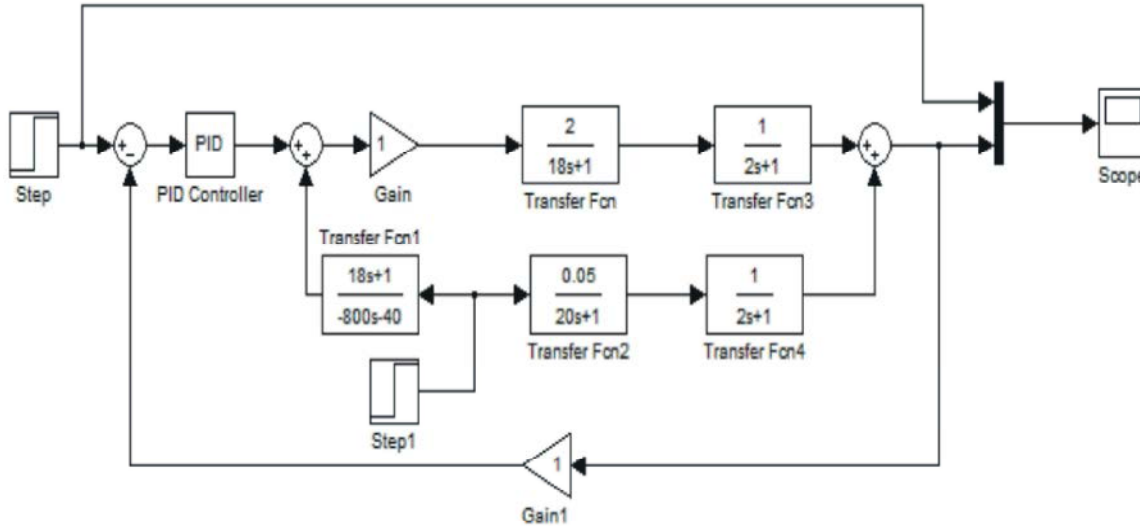 Step
+
−
PID
PID Controller
+
+
1
Gain
2
18s+1
Transfer Fcn
1
2s+1
Transfer Fcn3
+
+
Scope
Transfer Fcn1
18s+1
-800s-40
0.05
20s+1
Transfer Fcn2
1
2s+1
Transfer Fcn4
Step1
1
Gain1